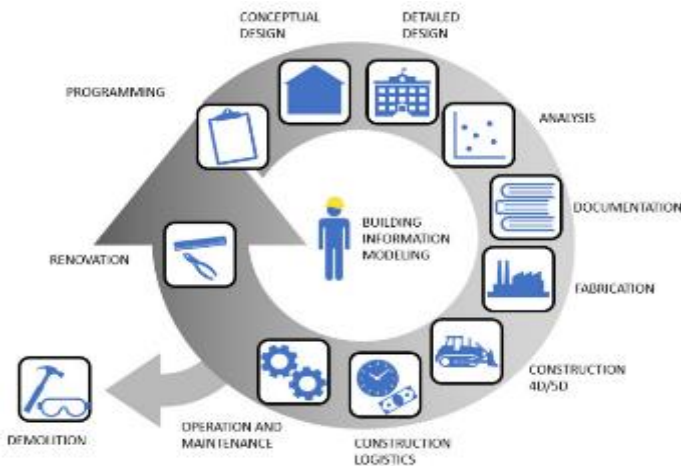 CONCEPTUAL
DESIGN
DETAILED
DESIGN
PROGRAMMING
ANALYSIS
DOCUMENTATION
BUILDING
INFORMATION
MODELING
RENOVATION
FABRICATION
CONSTRUCTION
4D/5D
OPERATION AND
MAINTENANCE
CONSTRUCTION
LOGISTICS
DEMOLITION